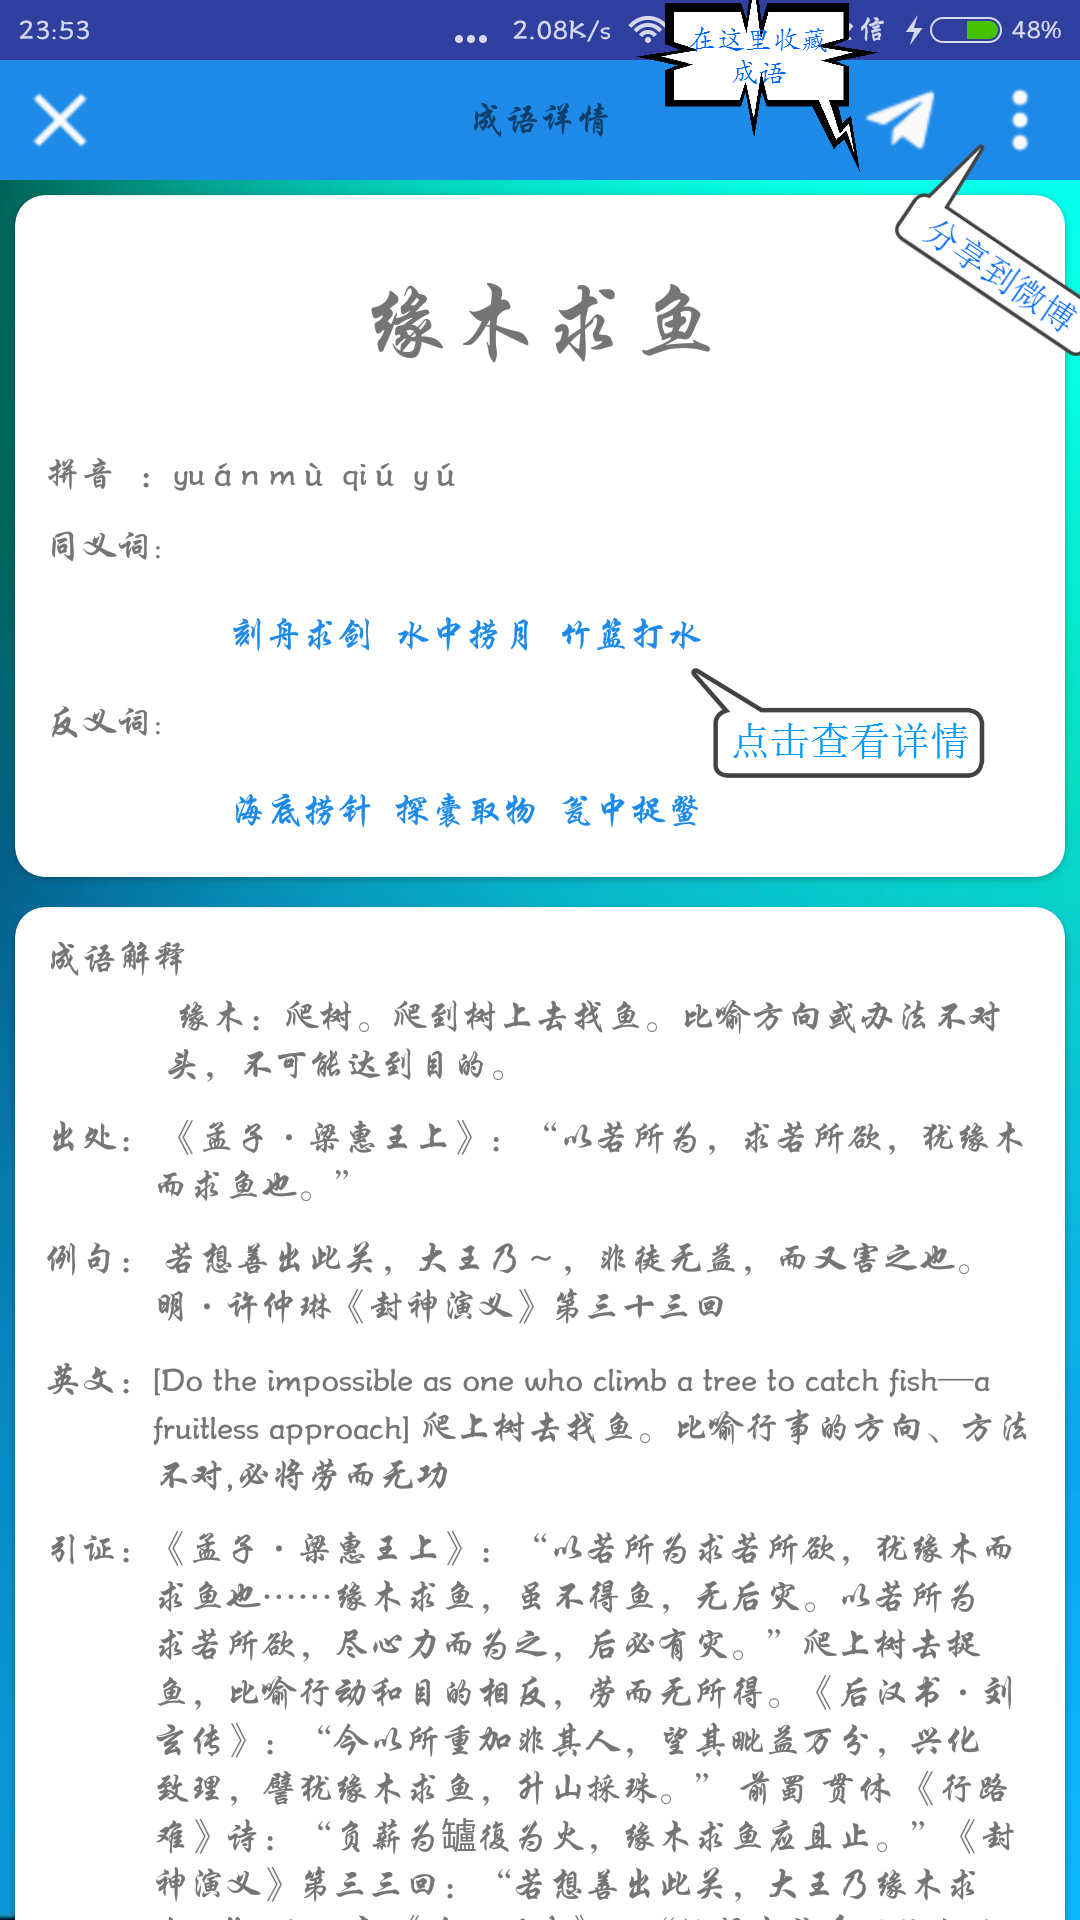 23:53
2.08K/s
信
48%
在这里收藏
成语
成语详情
分享到微博
缘木求鱼
拼音 : yuánmù qiú yú
同义词:
刻舟求剑 水中捞月 竹篮打水
反义词:
点击查看详情
海底捞针 探囊取物 瓮中捉鳖
成语解释
缘木：爬树。爬到树上去找鱼。比喻方向或办法不对
头，不可能达到目的。
出处：《孟子·梁惠王上》：“以若所为，求若所欲，犹缘木
而求鱼也。”
例句： 若想善出此关，大王乃～，非徒无益，而又害之也。
明·许仲琳《封神演义》第三十三回
英文：[Do the impossible as one who climb a tree to catch fish—a
fruitless approach] 爬上树去找鱼。比喻行事的方向、方法
不对,必将劳而无功
引证：《孟子·梁惠王上》：“以若所为求若所欲，犹缘木而
求鱼也……缘木求鱼，虽不得鱼，无后灾。以若所为
求若所欲，尽心力而为之，后必有灾。”爬上树去捉
鱼，比喻行动和目的相反，劳而无所得。《后汉书·刘
玄传》：“今以所重加非其人，望其毗益万分，兴化
致理，譬犹缘木求鱼，升山採珠。” 前蜀 贯休 《行路
难》诗：“负薪为罏復为火，缘木求鱼应且止。”《封
神演义》第三三回：“若想善出此关，大王乃缘木求